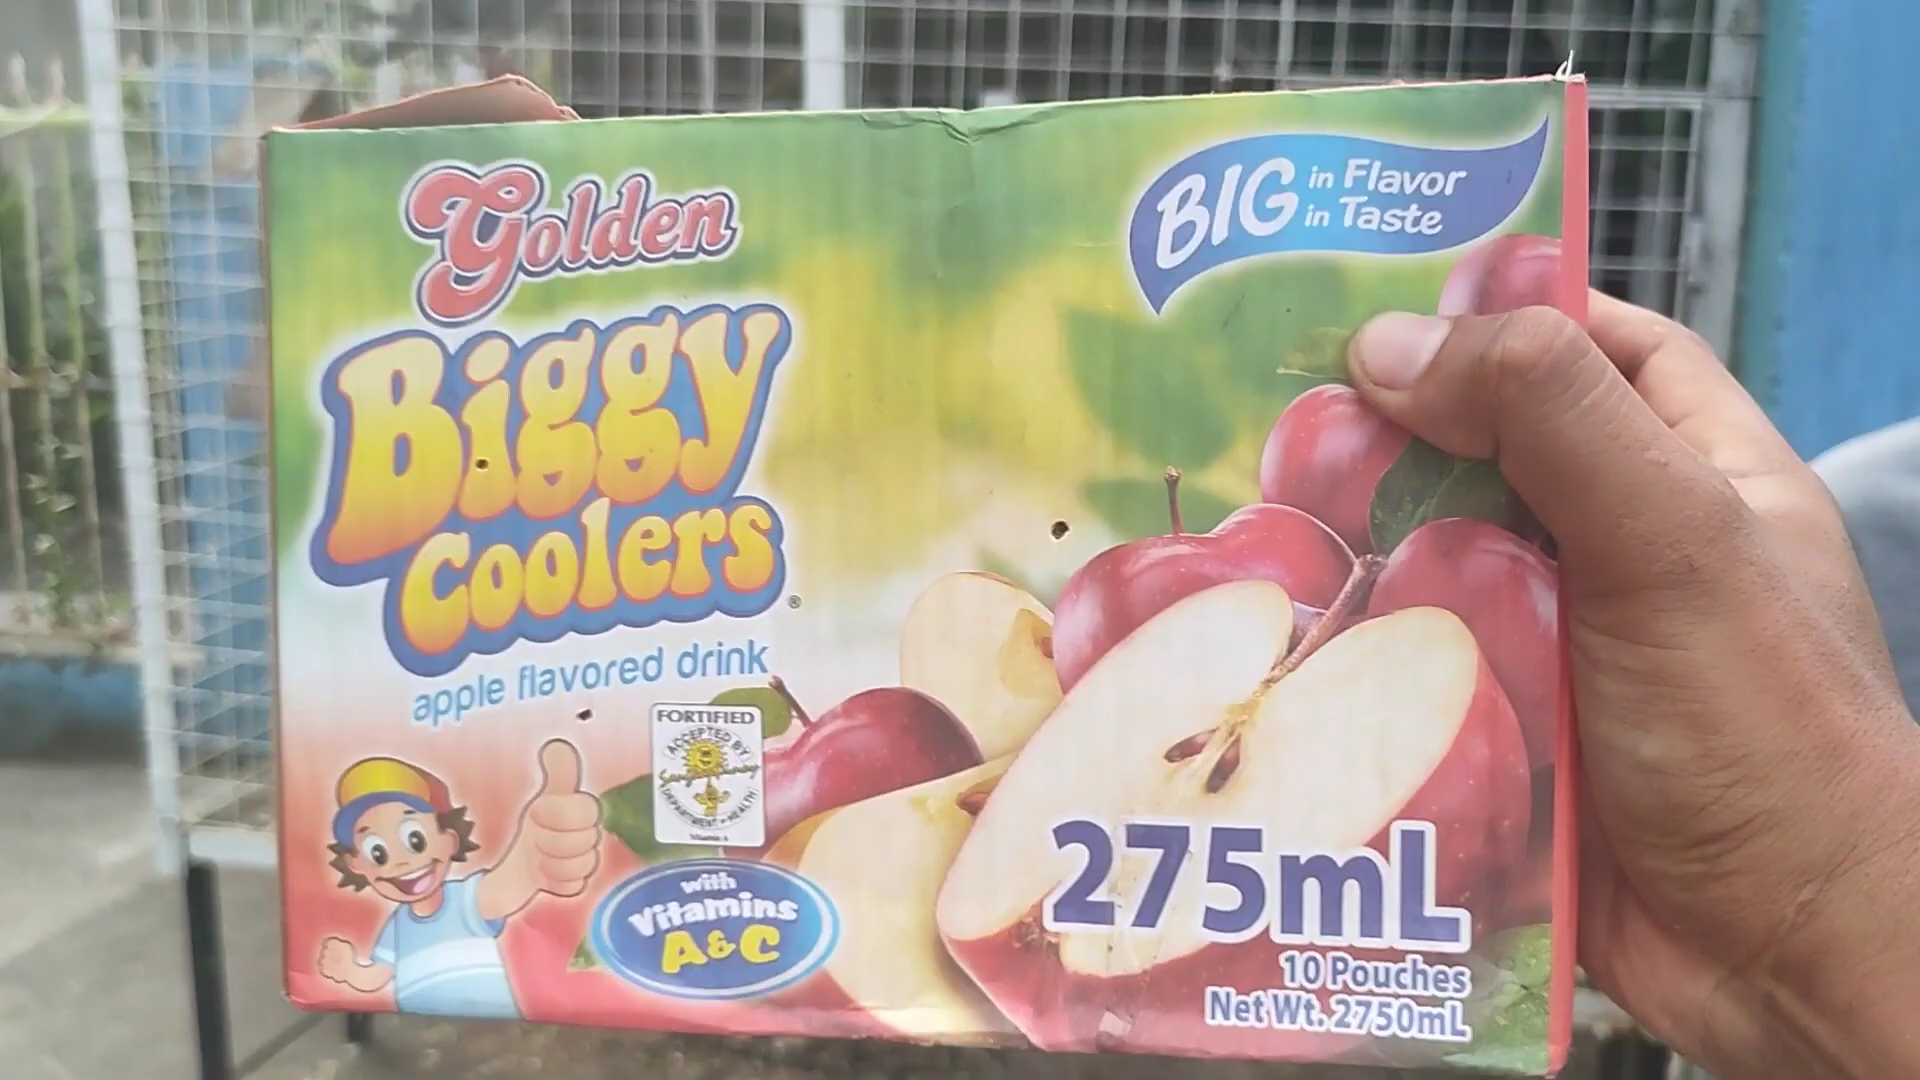 Golden
Biggy
Coolers
®
apple flavored drink
BIG in Flavor
in Taste
FORTIFIED
ACCEPTED BY
DEPARTMENT OF HEALTH
Vitamin A
with
Vitamins
A & C
275mL
10 Pouches
Net Wt. 2750mL